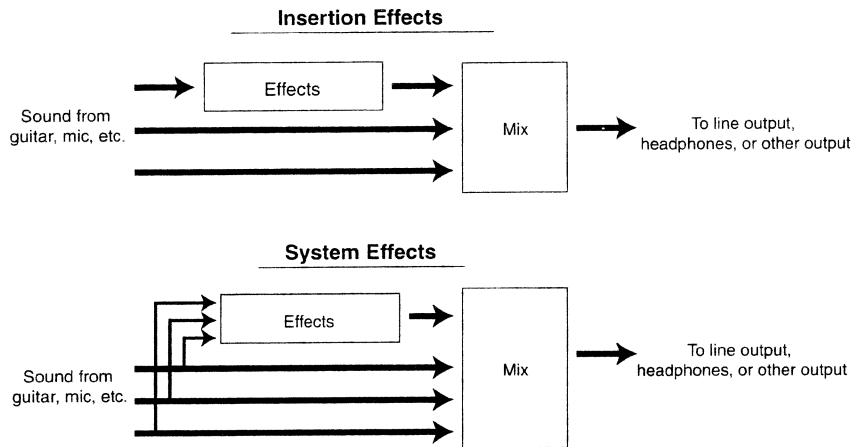 Insertion Effects
Effects
Sound from
guitar, mic, etc.
Mix
To line output,
headphones, or other output
System Effects
Effects
Sound from
guitar, mic, etc.
Mix
To line output,
headphones, or other output